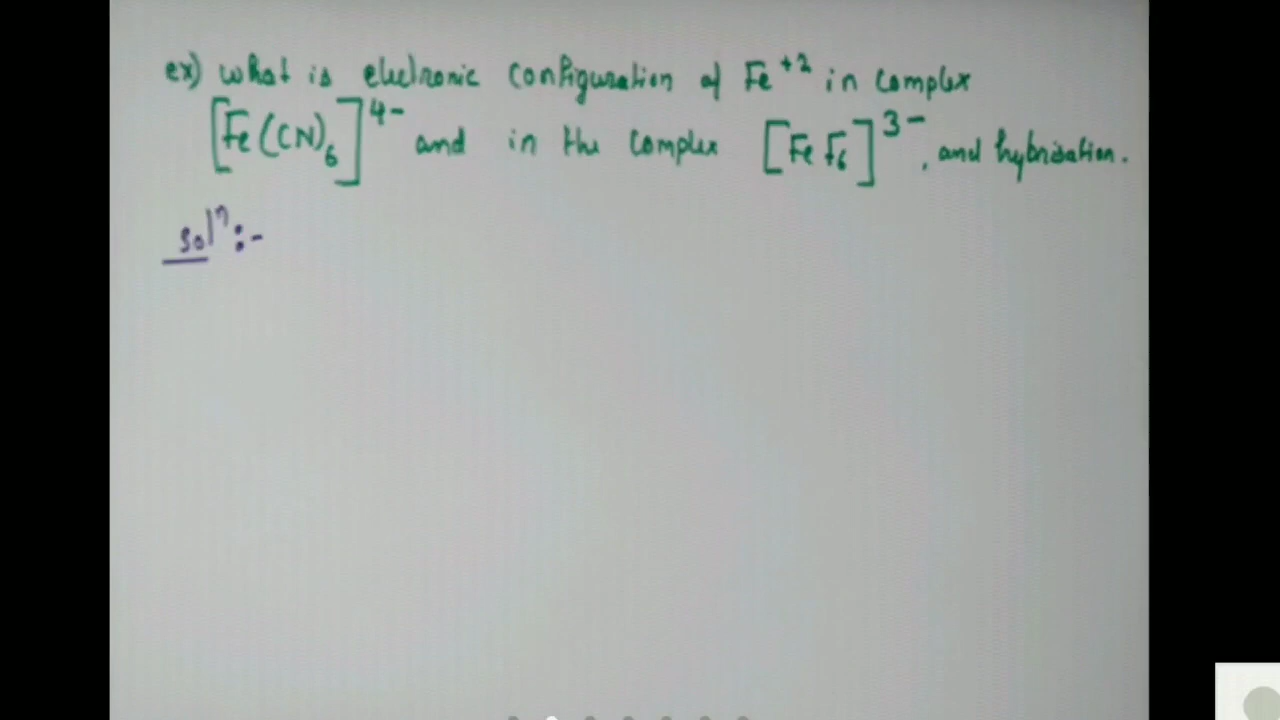 ex) what is electronic configuration of Fe⁺² in complex
[Fe(CN)₆]⁴⁻ and in the complex [FeF₆]³⁻, and hybridsation.
solⁿ:-